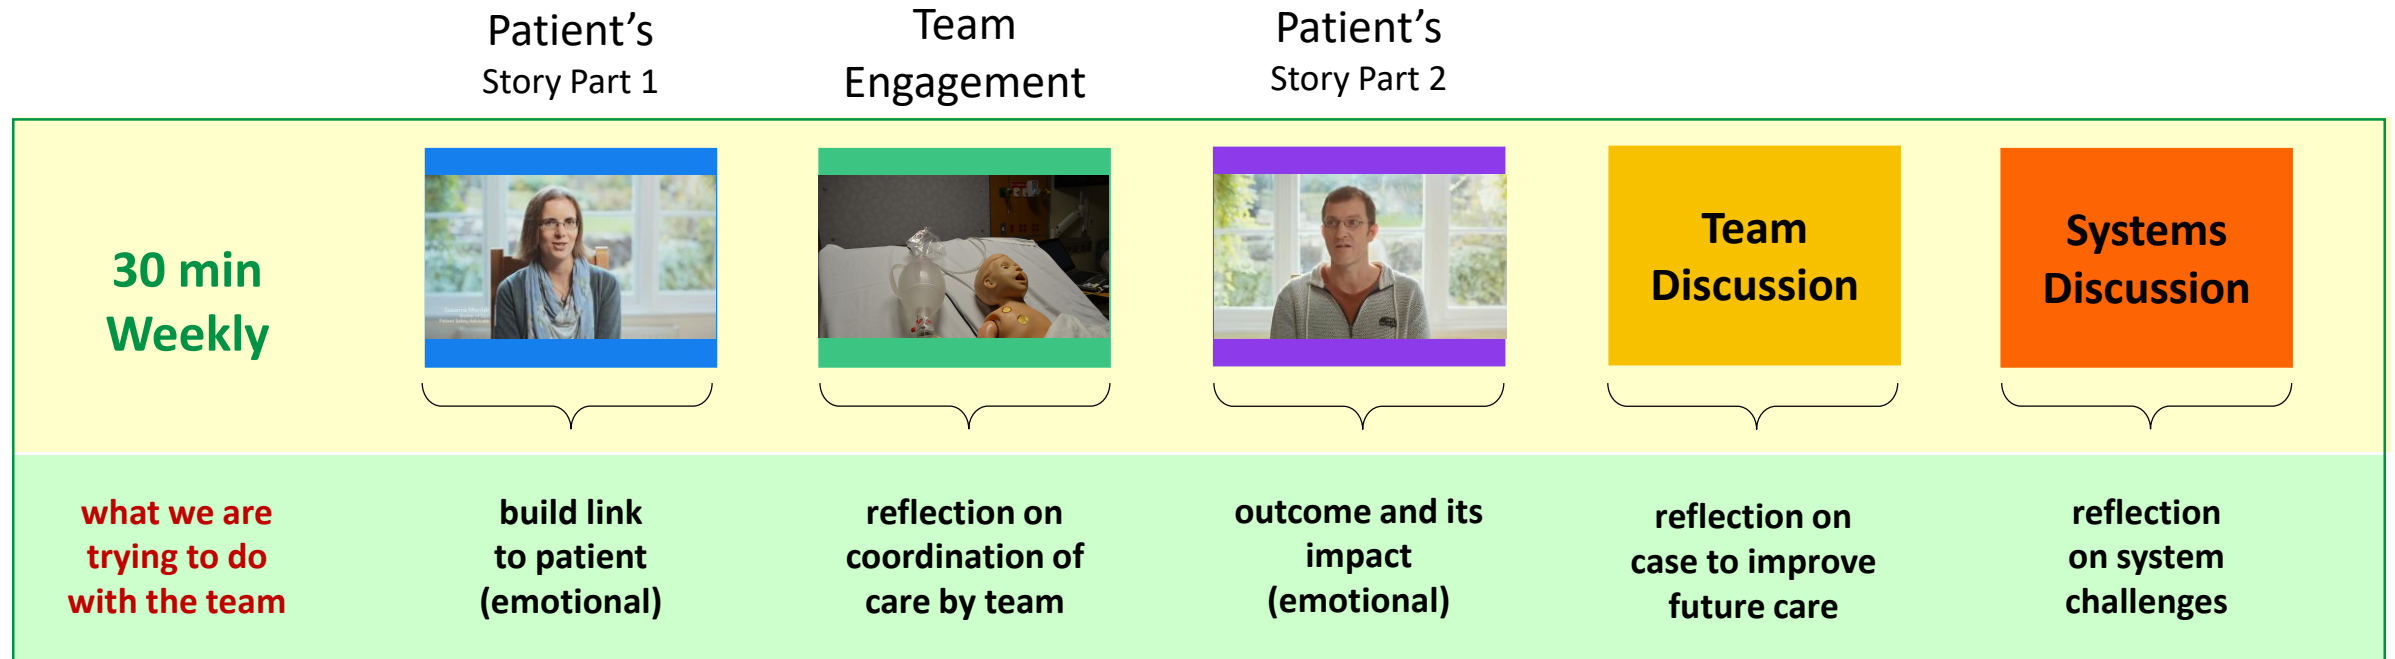 Patient's
Story Part 1
Team
Engagement
Patient's
Story Part 2
30 min
Weekly
Team
Discussion
Systems
Discussion
what we are
trying to do
with the team
build link
to patient
(emotional)
reflection on
coordination of
care by team
outcome and its
impact
(emotional)
reflection on
case to improve
future care
reflection
on system
challenges